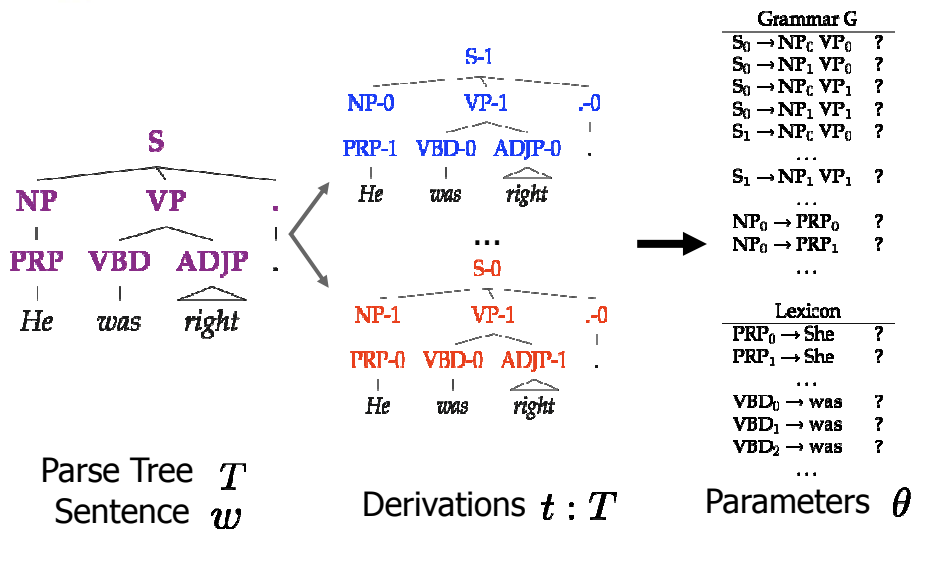 S
NP VP .
PRP VBD ADJP .
He was right
Parse Tree T
Sentence w
S-1
NP-0 VP-1 .-0
PRP-1 VBD-0 ADJP-0 .
He was right
...
S-0
NP-1 VP-1 .-0
PRP-0 VBD-0 ADJP-1 .
He was right
Derivations t : T
Grammar G
S₀ → NP₀ VP₀ ?
S₀ → NP₁ VP₀ ?
S₀ → NP₀ VP₁ ?
S₀ → NP₁ VP₁ ?
S₁ → NP₀ VP₀ ?
...
S₁ → NP₁ VP₁ ?
...
NP₀ → PRP₀ ?
NP₀ → PRP₁ ?
...
Lexicon
PRP₀ → She ?
PRP₁ → She ?
...
VBD₀ → was ?
VBD₁ → was ?
VBD₂ → was ?
...
Parameters θ